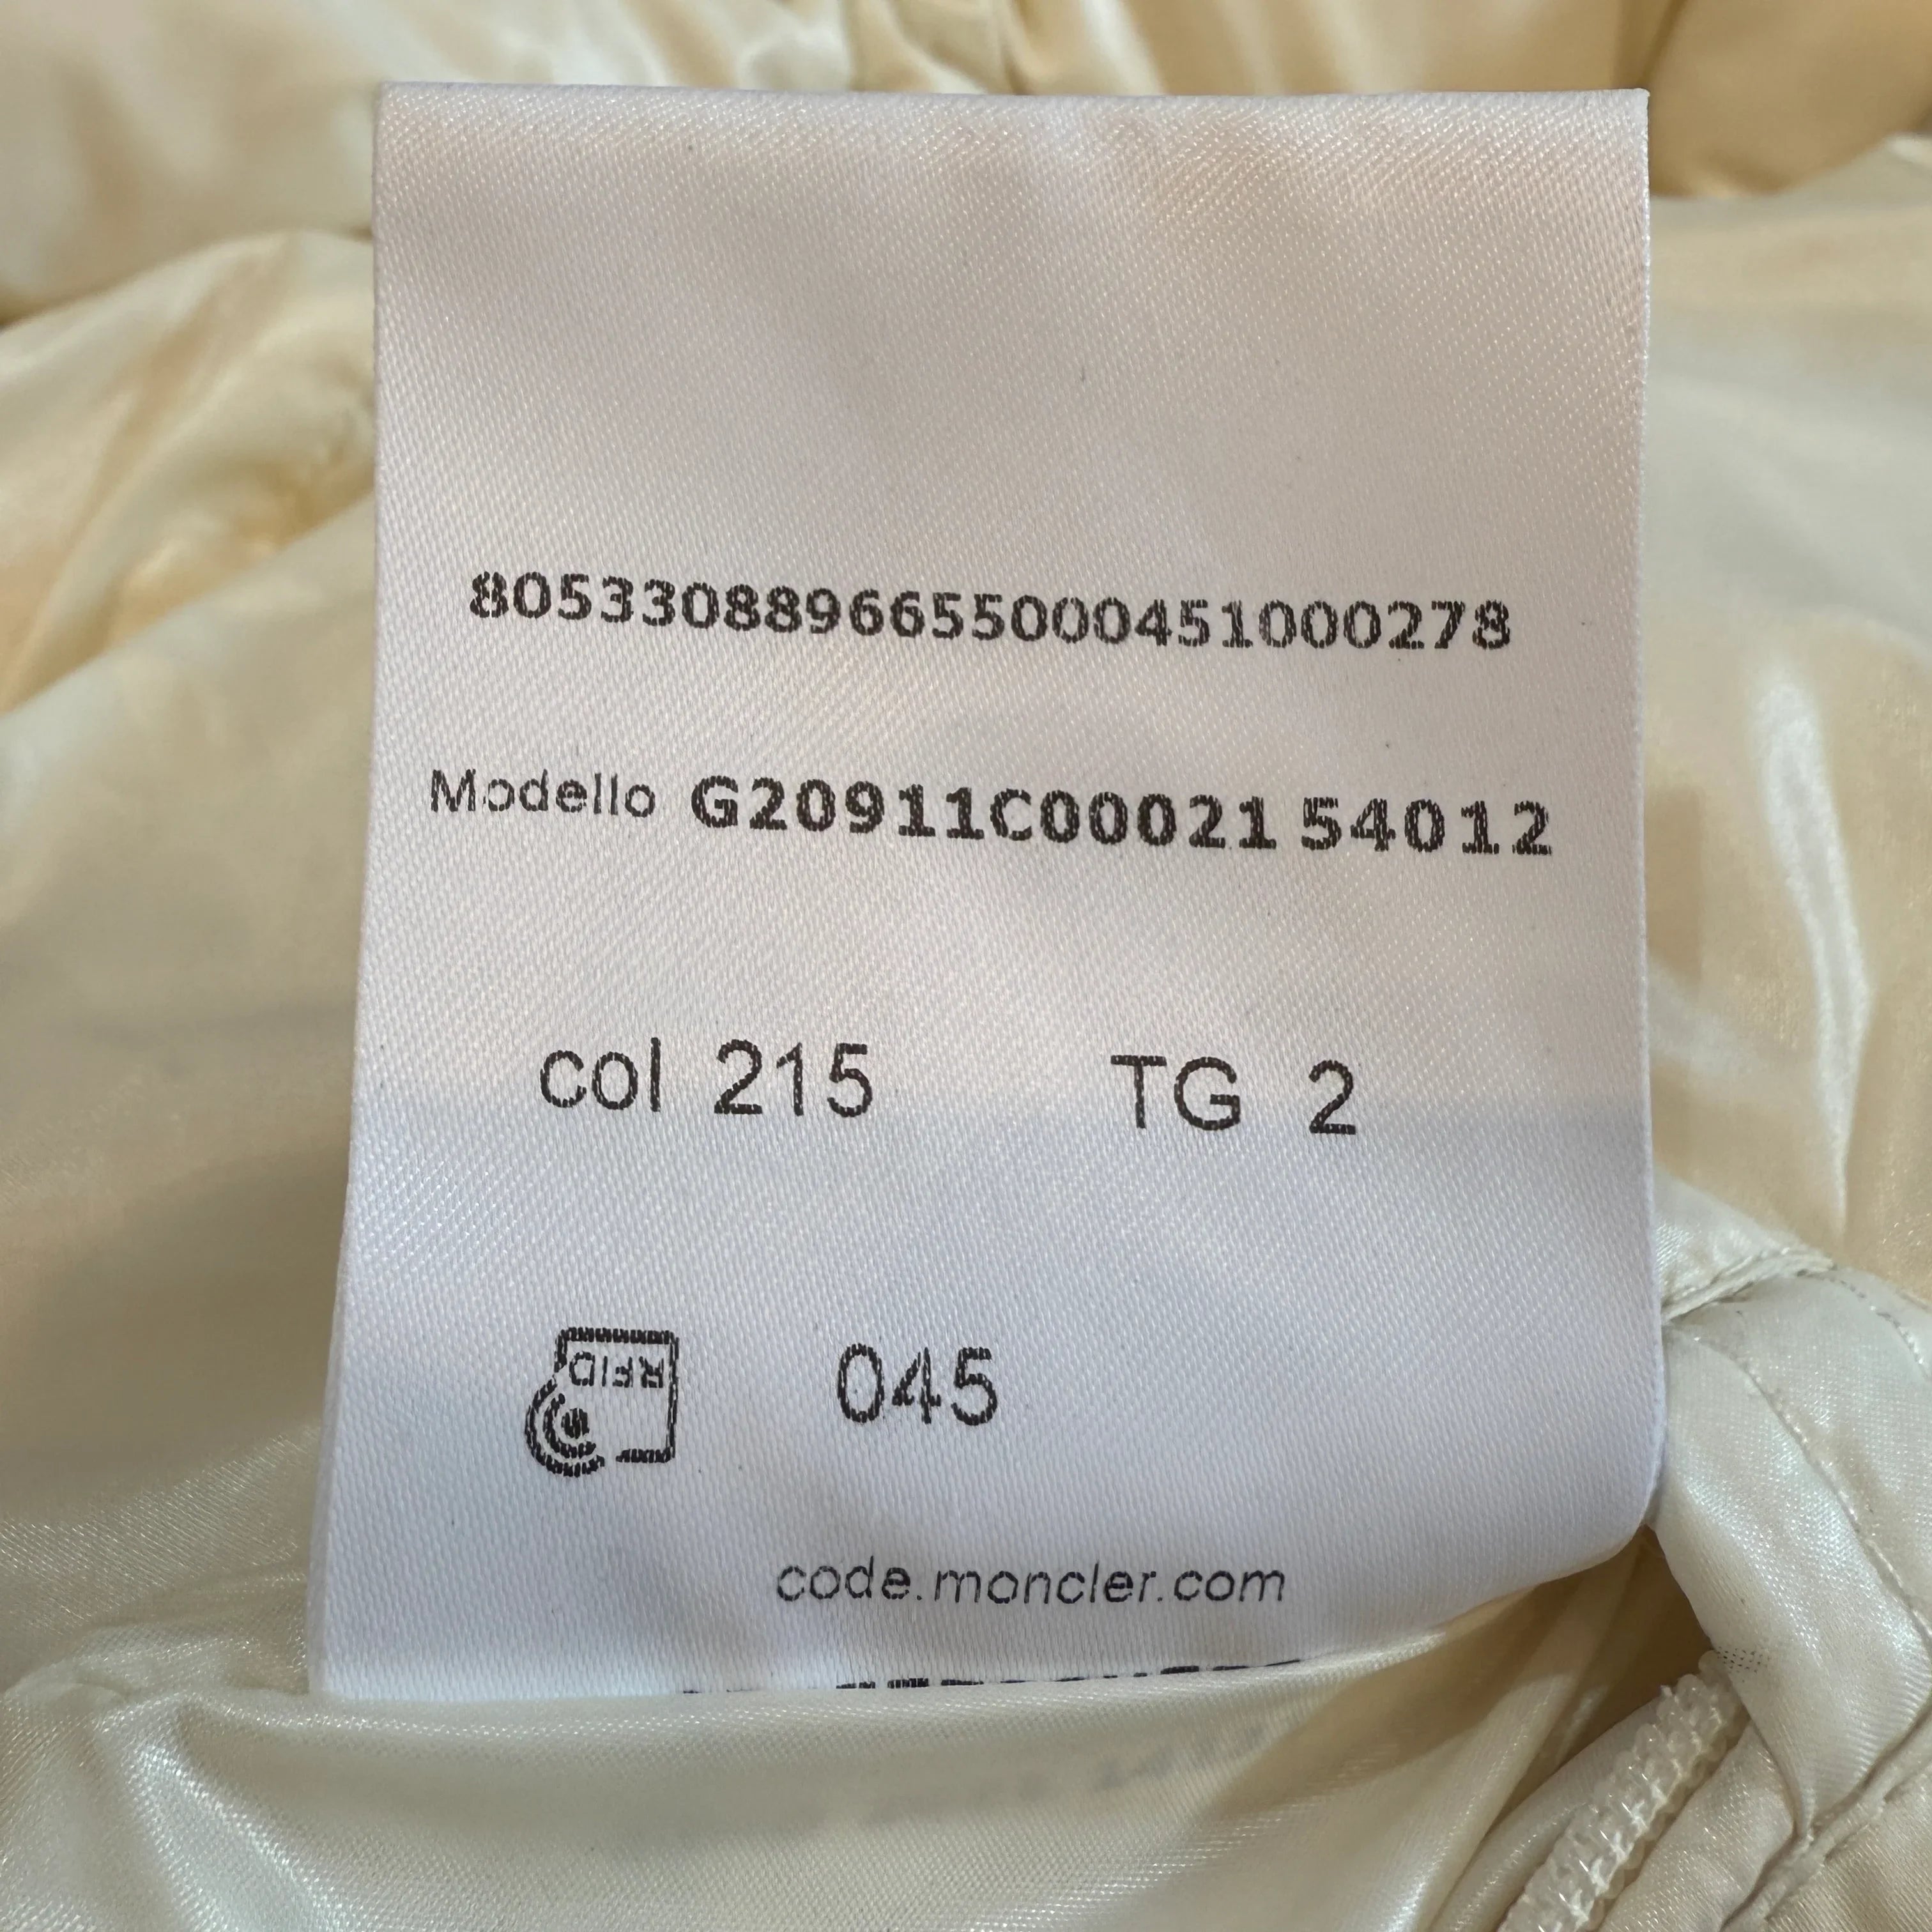 8053308896655000451000278
Modello G20911C00021 54012
col 215 TG 2
RFID 045
code.moncler.com